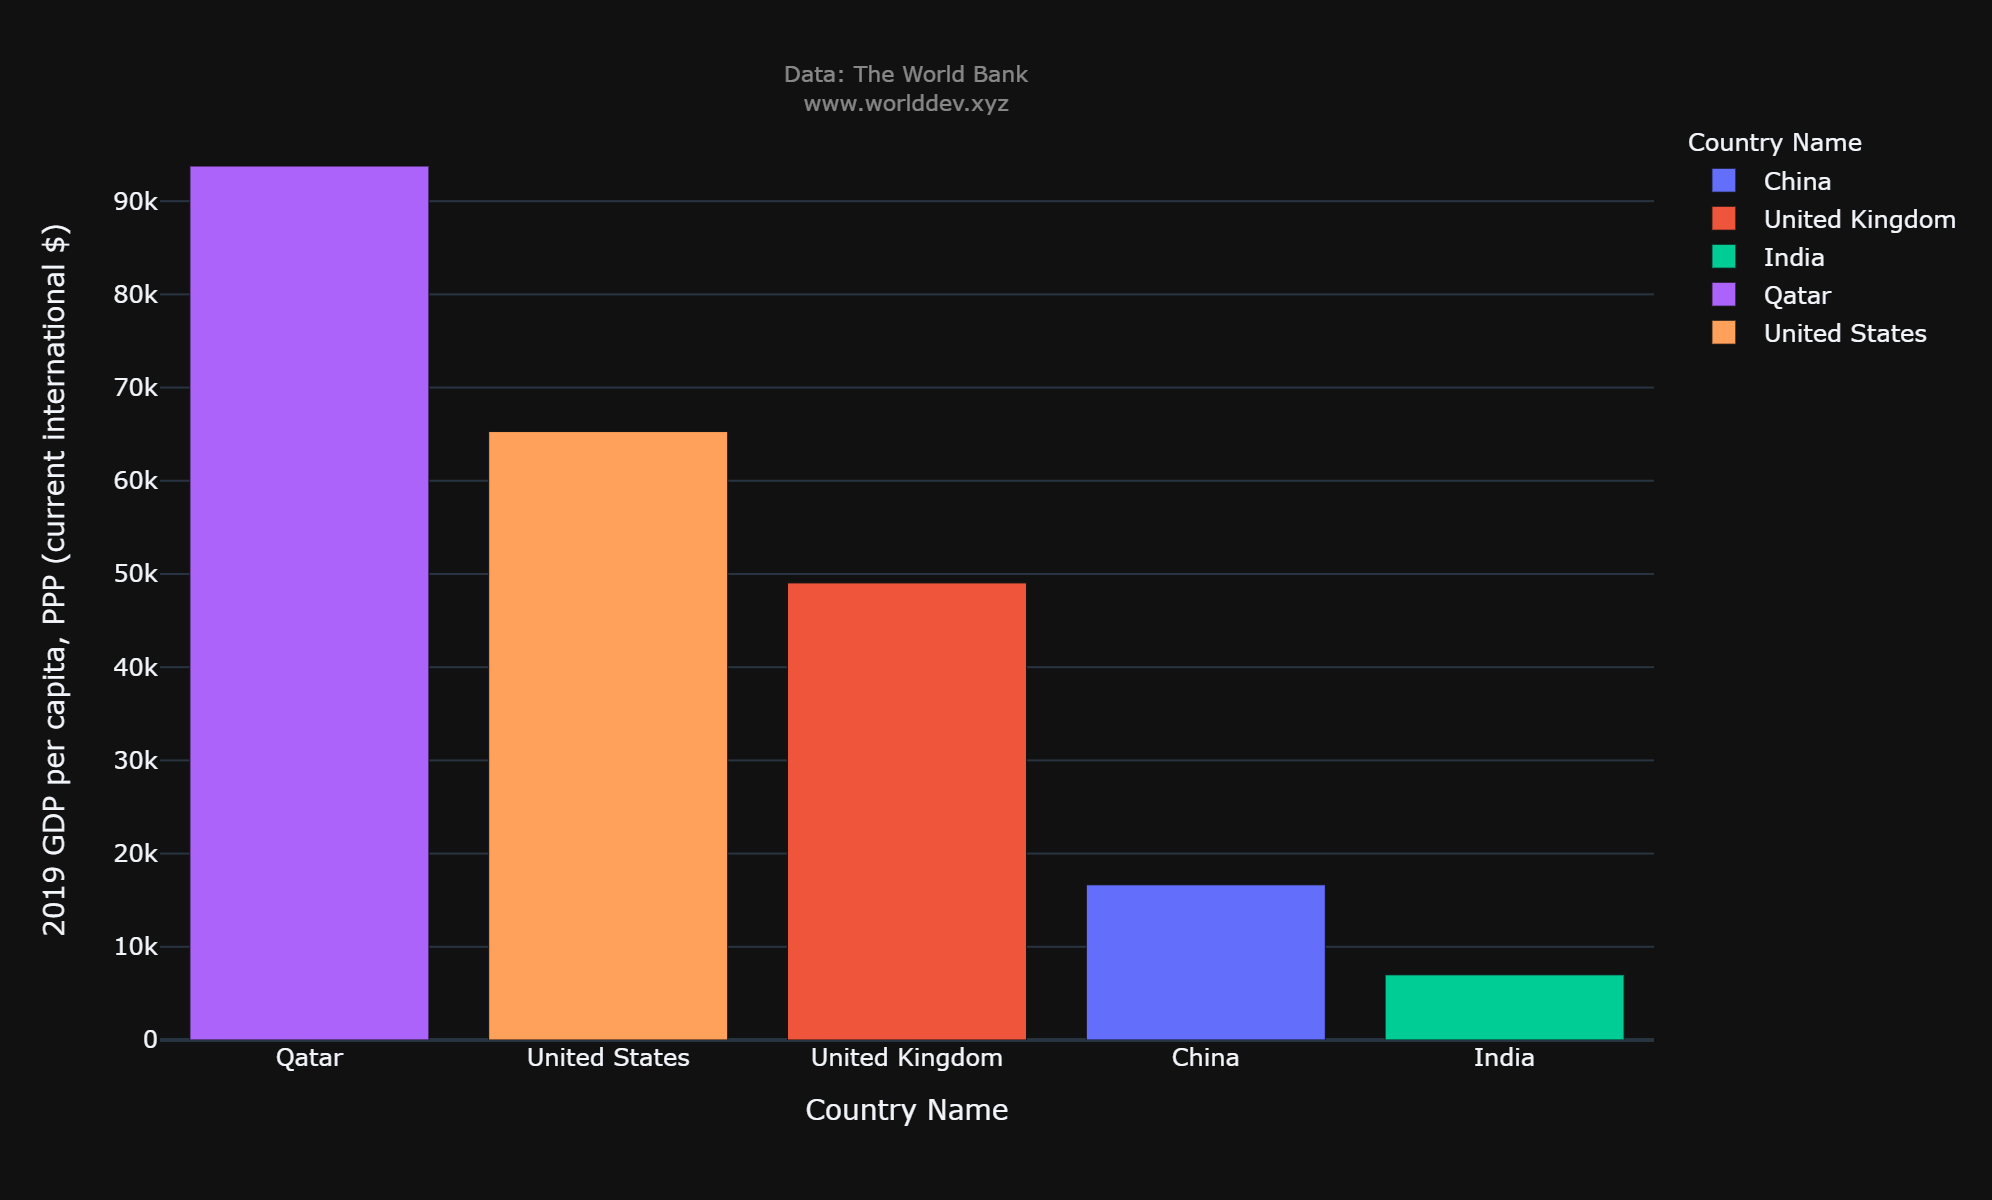 Data: The World Bank
www.worlddev.xyz
Country Name
China
United Kingdom
India
Qatar
United States
2019 GDP per capita, PPP (current international $)
90k
80k
70k
60k
50k
40k
30k
20k
10k
0
Qatar
United States
United Kingdom
China
India
Country Name